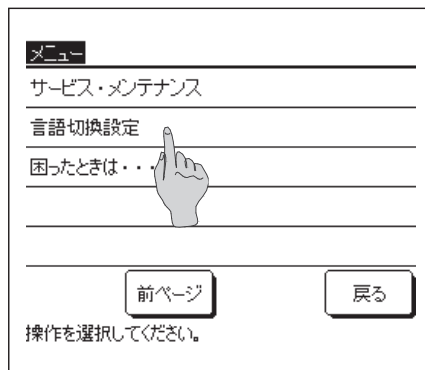 メニュー
サービス・メンテナンス
言語切換設定
困ったときは・・・
前ページ 戻る
操作を選択してください。